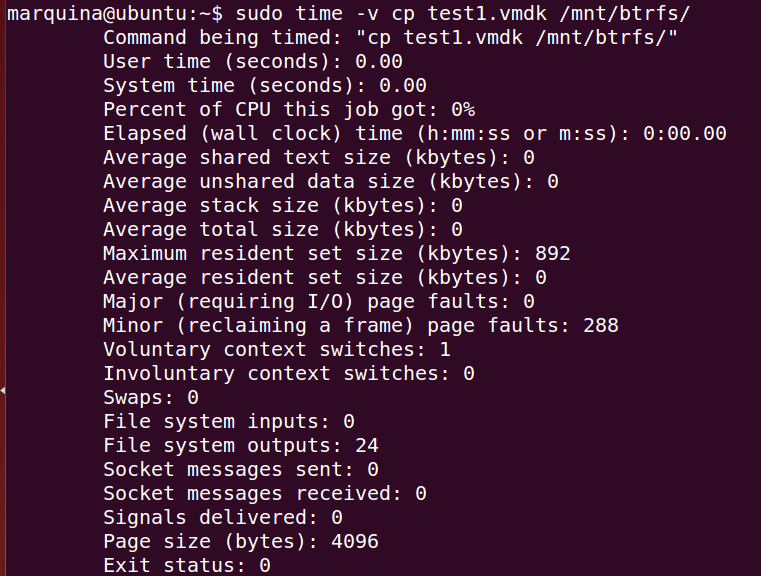 marquina@ubuntu:~$ sudo time -v cp test1.vmdk /mnt/btrfs/
Command being timed: "cp test1.vmdk /mnt/btrfs/"
User time (seconds): 0.00
System time (seconds): 0.00
Percent of CPU this job got: 0%
Elapsed (wall clock) time (h:mm:ss or m:ss): 0:00.00
Average shared text size (kbytes): 0
Average unshared data size (kbytes): 0
Average stack size (kbytes): 0
Average total size (kbytes): 0
Maximum resident set size (kbytes): 892
Average resident set size (kbytes): 0
Major (requiring I/O) page faults: 0
Minor (reclaiming a frame) page faults: 288
Voluntary context switches: 1
Involuntary context switches: 0
Swaps: 0
File system inputs: 0
File system outputs: 24
Socket messages sent: 0
Socket messages received: 0
Signals delivered: 0
Page size (bytes): 4096
Exit status: 0